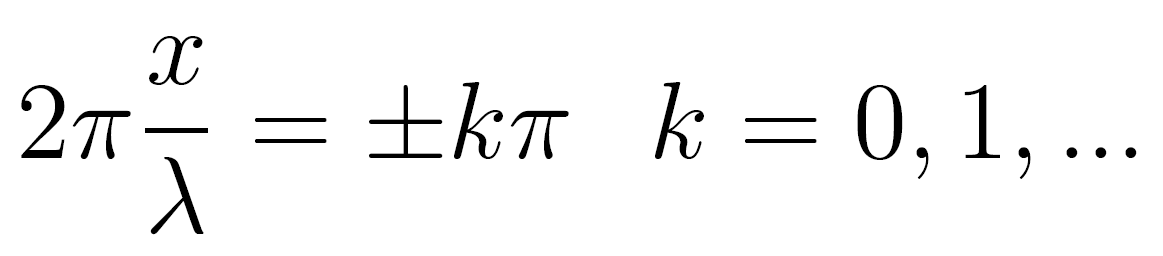 2π x/λ = ±kπ k = 0, 1, ...